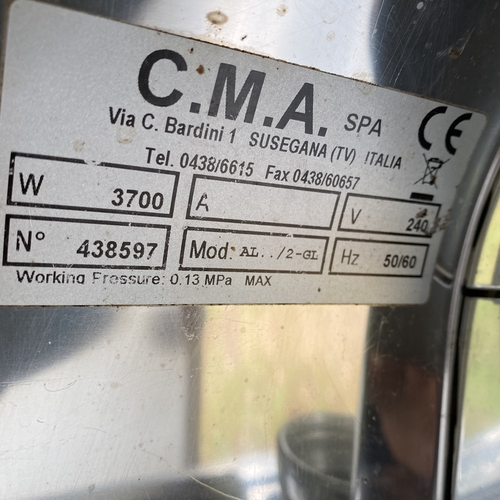 C.M.A. SPA
CE
Via C. Bardini 1 SUSEGANA (TV) ITALIA
Tel. 0438/6615 Fax 0438/60657
W 3700 A V 240
N° 438597 Mod: AL../2-GL Hz 50/60
Working Pressure: 0.13 MPa MAX